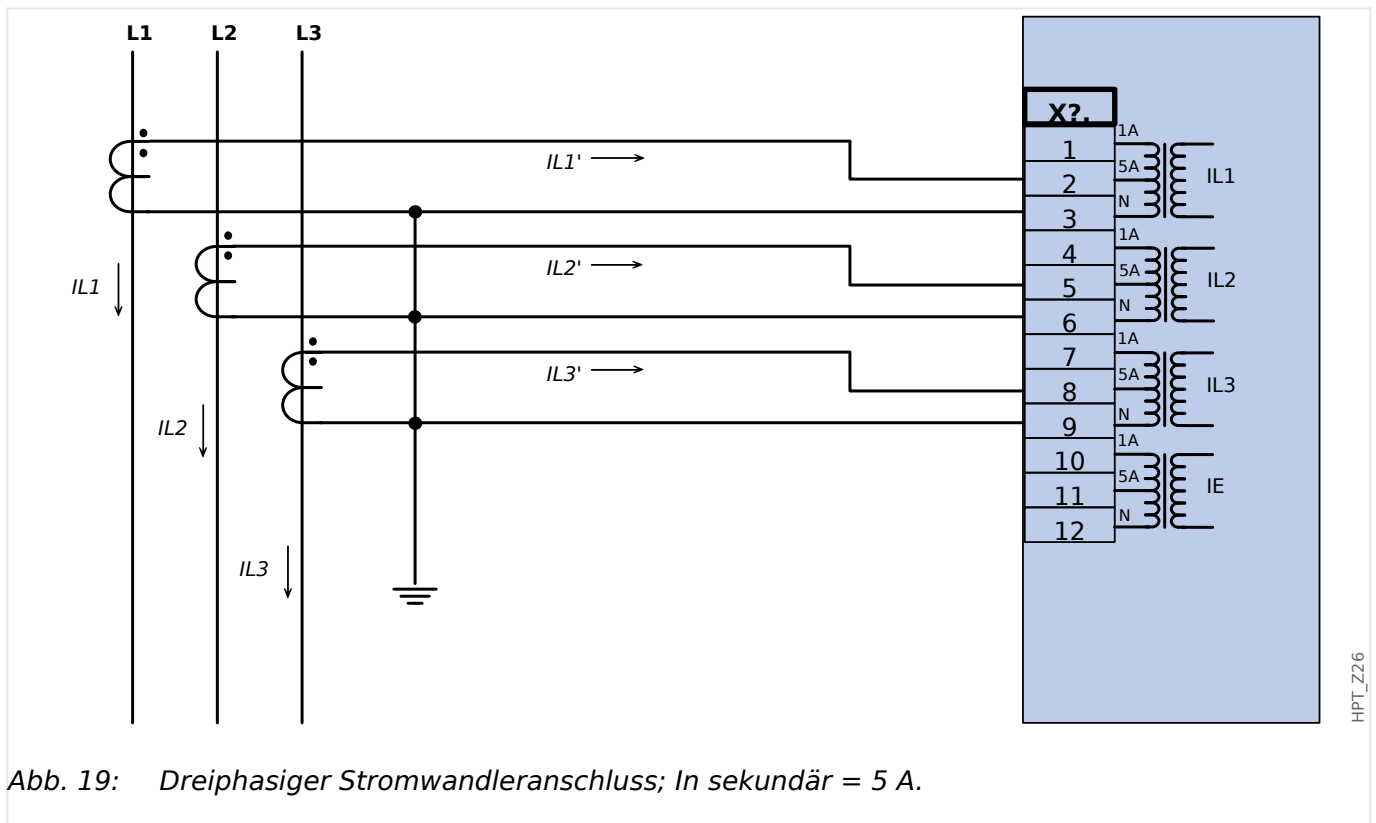 L1 L2 L3
X?.
1A
1
IL1'
5A
IL1
2
N
3
1A
4
IL2'
5A
IL2
IL1
5
N
6
1A
7
IL3'
5A
IL3
8
N
IL2
9
1A
10
5A
IE
11
N
12
IL3
HPT_Z26
Abb. 19: Dreiphasiger Stromwandleranschluss; In sekundär = 5 A.